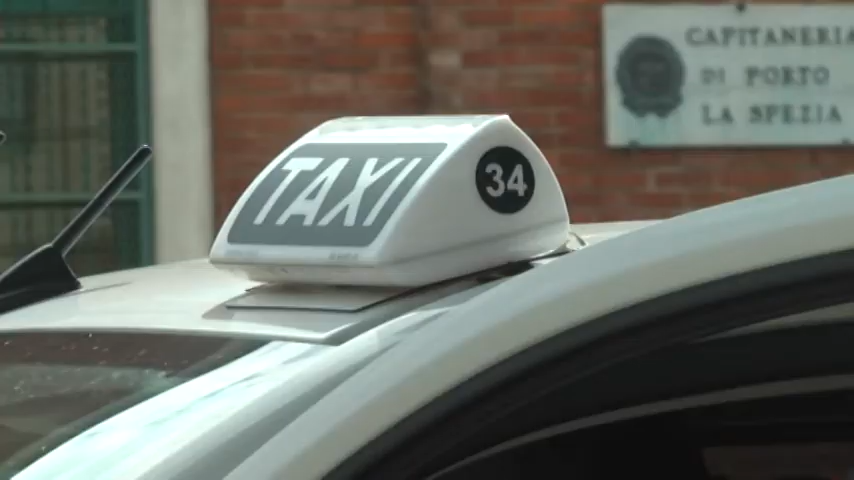 TAXI
34
CAPITANERIA
DI PORTO
LA SPEZIA